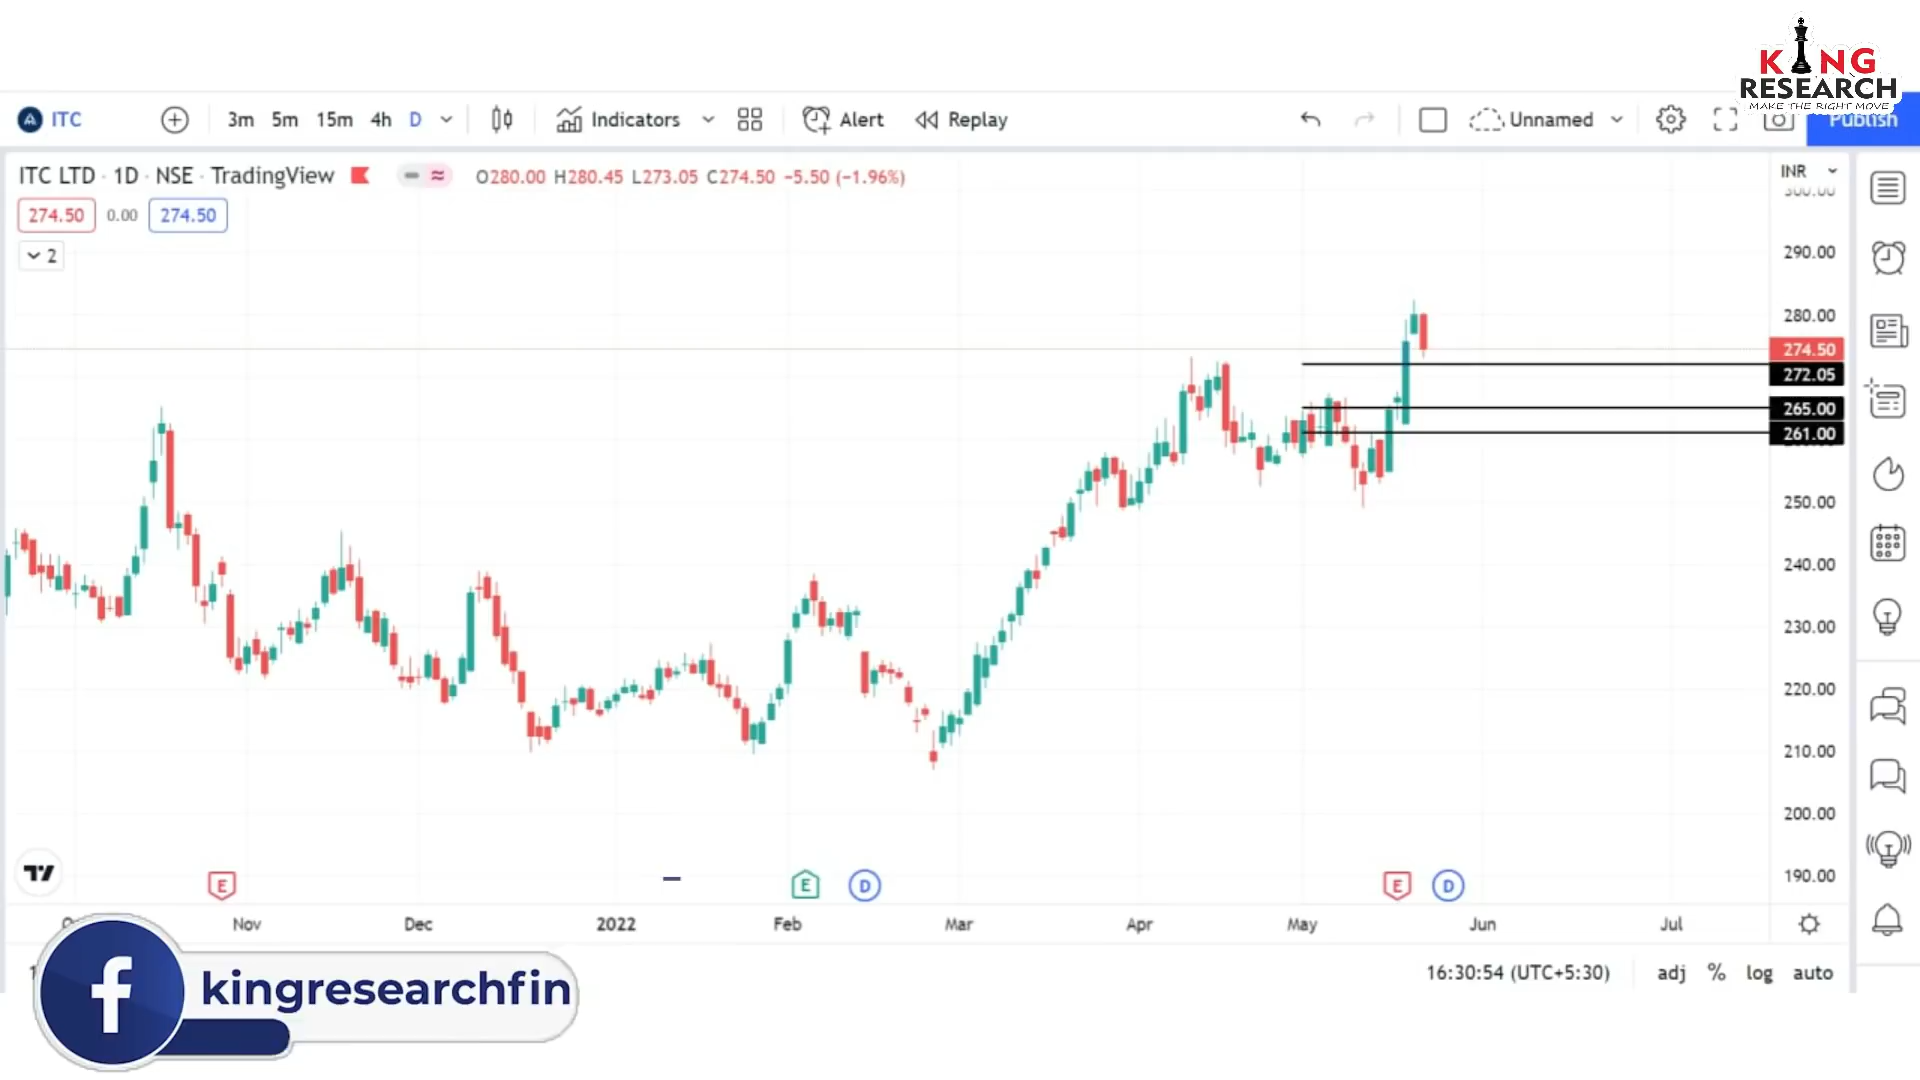 KING
RESEARCH
MAKE THE RIGHT MOVE
ITC 3m 5m 15m 4h D Indicators Alert Replay Unnamed Publish
ITC LTD · 1D · NSE · TradingView O280.00 H280.45 L273.05 C274.50 −5.50 (−1.96%)
INR
300.00
274.50 0.00 274.50
2
290.00
280.00
274.50
272.05
265.00
261.00
250.00
240.00
230.00
220.00
210.00
200.00
190.00
E E D E D
Nov Dec 2022 Feb Mar Apr May Jun Jul
16:30:54 (UTC+5:30) adj % log auto
kingresearchfin